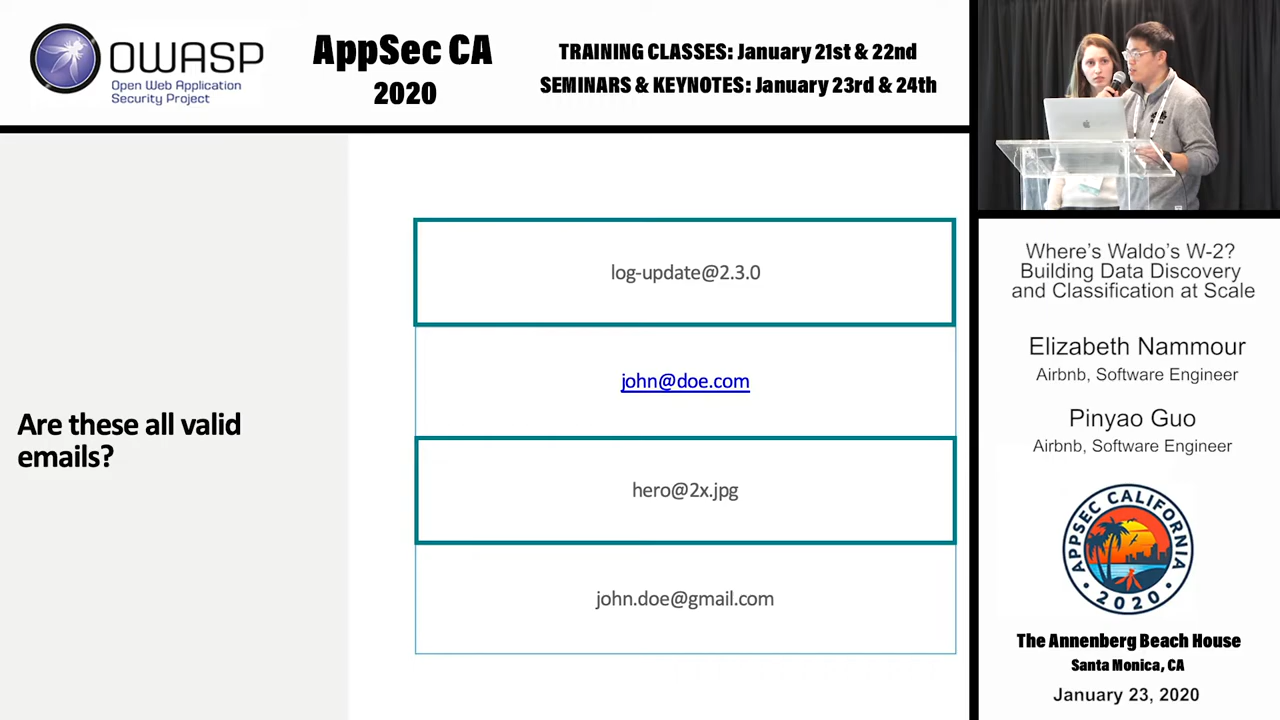 OWASP
Open Web Application
Security Project
AppSec CA
2020
TRAINING CLASSES: January 21st & 22nd
SEMINARS & KEYNOTES: January 23rd & 24th
Are these all valid
emails?
log-update@2.3.0
john@doe.com
hero@2x.jpg
john.doe@gmail.com
Where's Waldo's W-2?
Building Data Discovery
and Classification at Scale
Elizabeth Nammour
Airbnb, Software Engineer
Pinyao Guo
Airbnb, Software Engineer
APPSEC CALIFORNIA
2020
The Annenberg Beach House
Santa Monica, CA
January 23, 2020